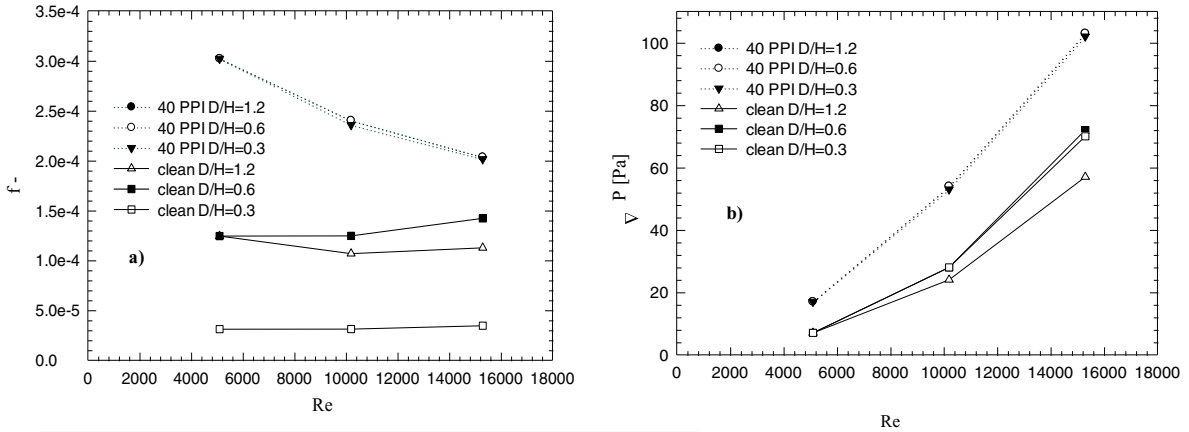 3.5e-4
3.0e-4
2.5e-4
2.0e-4
1.5e-4
1.0e-4
5.0e-5
0.0
f -
40 PPI D/H=1.2
40 PPI D/H=0.6
40 PPI D/H=0.3
clean D/H=1.2
clean D/H=0.6
clean D/H=0.3
a)
0 2000 4000 6000 8000 10000 12000 14000 16000 18000
Re
100
80
60
40
20
0
∇ P [Pa]
40 PPI D/H=1.2
40 PPI D/H=0.6
40 PPI D/H=0.3
clean D/H=1.2
clean D/H=0.6
clean D/H=0.3
b)
0 2000 4000 6000 8000 10000 12000 14000 16000 18000
Re